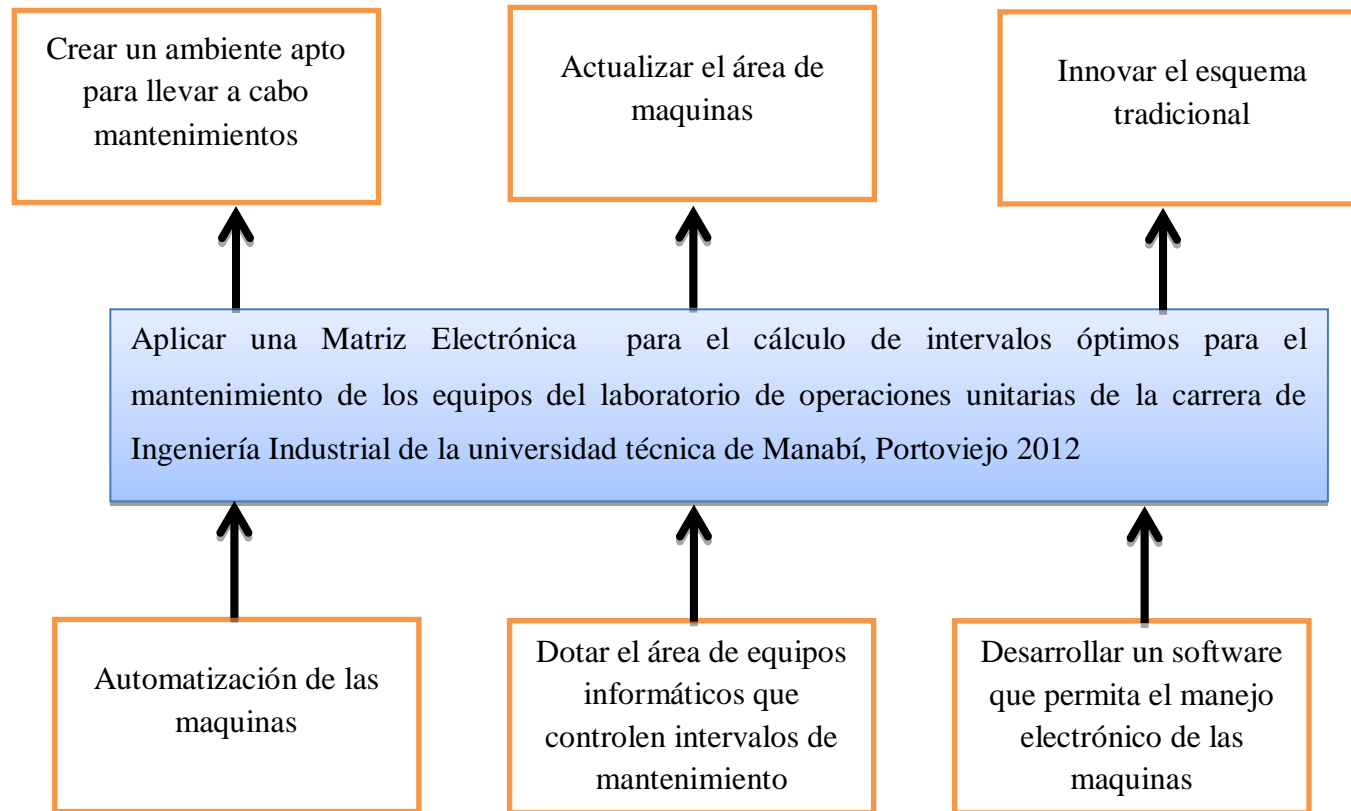 Crear un ambiente apto
para llevar a cabo
mantenimientos
Actualizar el área de
maquinas
Innovar el esquema
tradicional
Aplicar una Matriz Electrónica para el cálculo de intervalos óptimos para el
mantenimiento de los equipos del laboratorio de operaciones unitarias de la carrera de
Ingeniería Industrial de la universidad técnica de Manabí, Portoviejo 2012
Automatización de las
maquinas
Dotar el área de equipos
informáticos que
controlen intervalos de
mantenimiento
Desarrollar un software
que permita el manejo
electrónico de las
maquinas